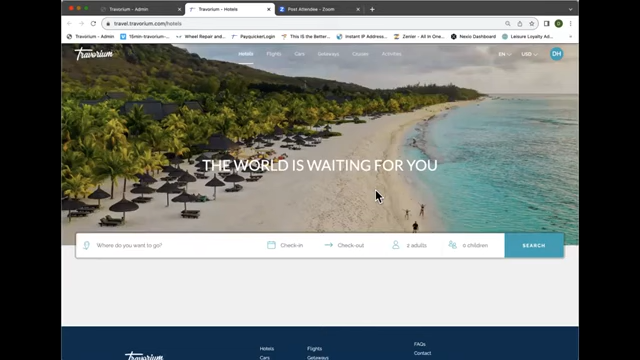 Travorium - Admin
Travorium - Hotels
Post Attendee - Zoom
travel.travorium.com/hotels
Travorium - Admin
15min-travorium-...
Wheel Repair and...
PayquickerLogin
This IS the Better...
Instant IP Address...
Zenler - All In One...
Nexio Dashboard
Leisure Loyalty Ad...
Travorium
Hotels
Flights
Cars
Getaways
Cruises
Activities
EN
USD
DH
THE WORLD IS WAITING FOR YOU
Where do you want to go?
Check-in
Check-out
2 adults
0 children
SEARCH
Travorium
Hotels
Flights
FAQs
Cars
Getaways
Contact